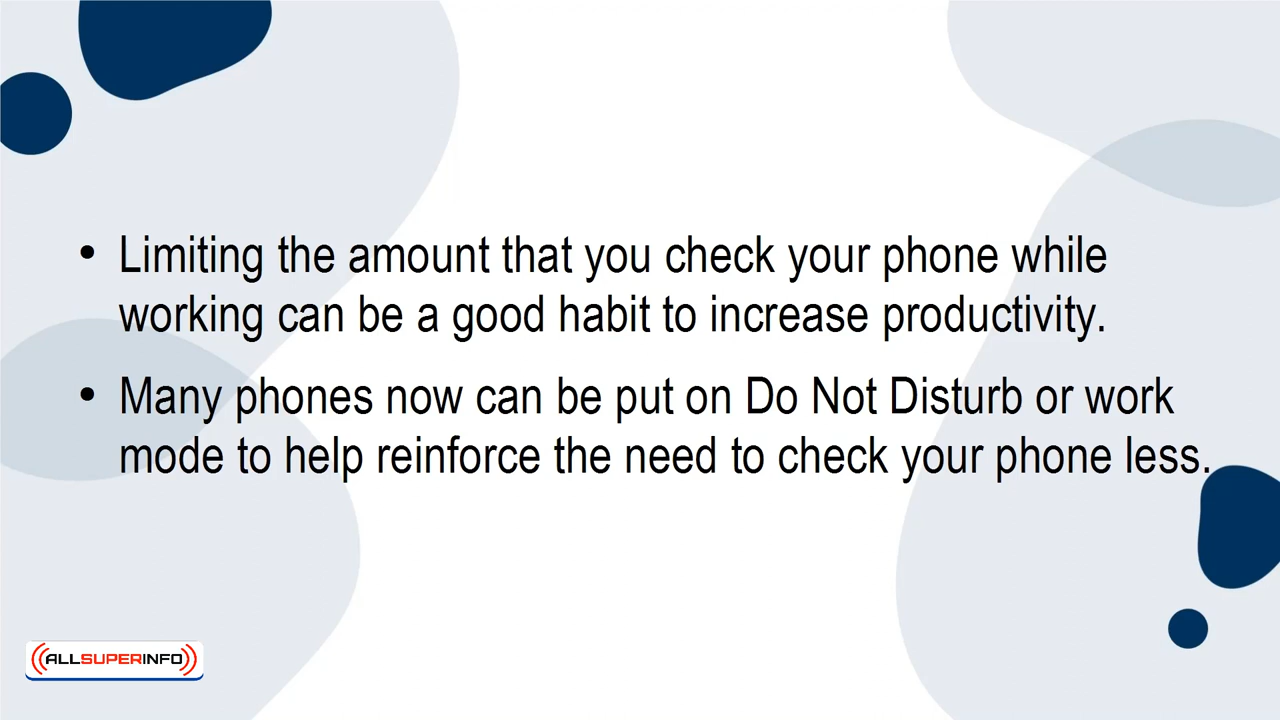 • Limiting the amount that you check your phone while
working can be a good habit to increase productivity.
• Many phones now can be put on Do Not Disturb or work
mode to help reinforce the need to check your phone less.
ALLSUPERINFO